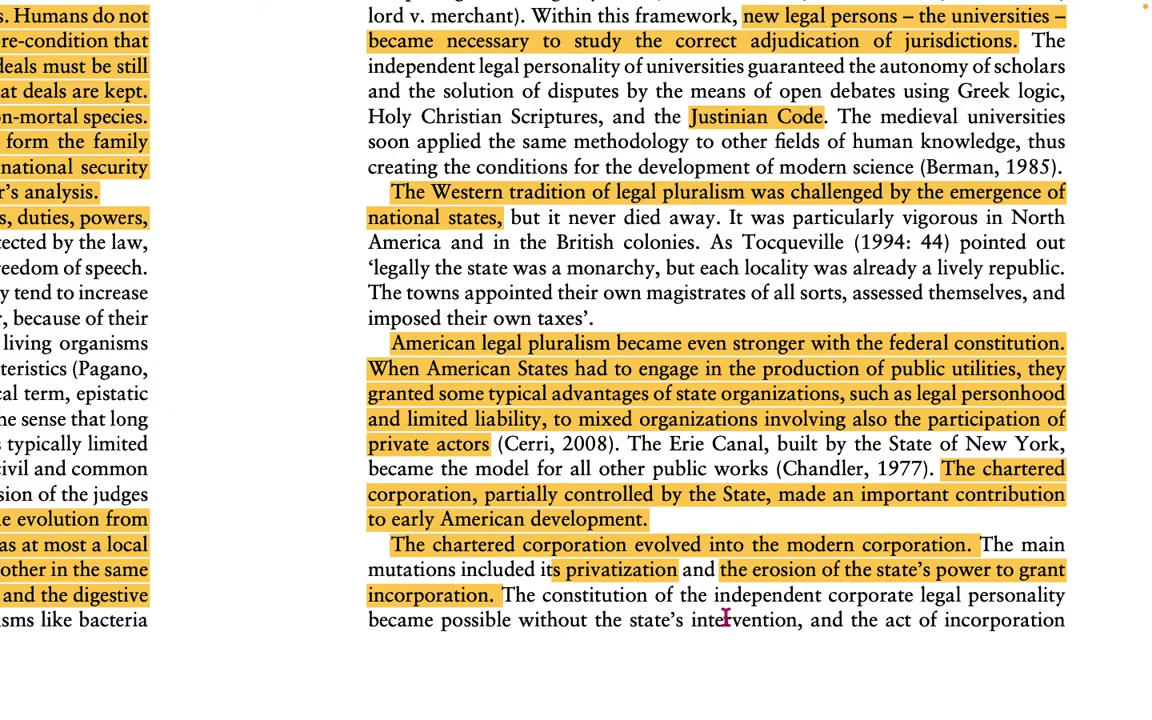 s. Humans do not
re-condition that
deals must be still
at deals are kept.
n-mortal species.
form the family
national security
r's analysis.
s, duties, powers,
tected by the law,
reedom of speech.
y tend to increase
r, because of their
living organisms
teristics (Pagano,
cal term, epistatic
he sense that long
s typically limited
civil and common
sion of the judges
e evolution from
as at most a local
other in the same
and the digestive
sms like bacteria
lord v. merchant). Within this framework, new legal persons – the universities –
became necessary to study the correct adjudication of jurisdictions. The
independent legal personality of universities guaranteed the autonomy of scholars
and the solution of disputes by the means of open debates using Greek logic,
Holy Christian Scriptures, and the Justinian Code. The medieval universities
soon applied the same methodology to other fields of human knowledge, thus
creating the conditions for the development of modern science (Berman, 1985).
The Western tradition of legal pluralism was challenged by the emergence of
national states, but it never died away. It was particularly vigorous in North
America and in the British colonies. As Tocqueville (1994: 44) pointed out
‘legally the state was a monarchy, but each locality was already a lively republic.
The towns appointed their own magistrates of all sorts, assessed themselves, and
imposed their own taxes’.
American legal pluralism became even stronger with the federal constitution.
When American States had to engage in the production of public utilities, they
granted some typical advantages of state organizations, such as legal personhood
and limited liability, to mixed organizations involving also the participation of
private actors (Cerri, 2008). The Erie Canal, built by the State of New York,
became the model for all other public works (Chandler, 1977). The chartered
corporation, partially controlled by the State, made an important contribution
to early American development.
The chartered corporation evolved into the modern corporation. The main
mutations included its privatization and the erosion of the state’s power to grant
incorporation. The constitution of the independent corporate legal personality
became possible without the state’s intervention, and the act of incorporation